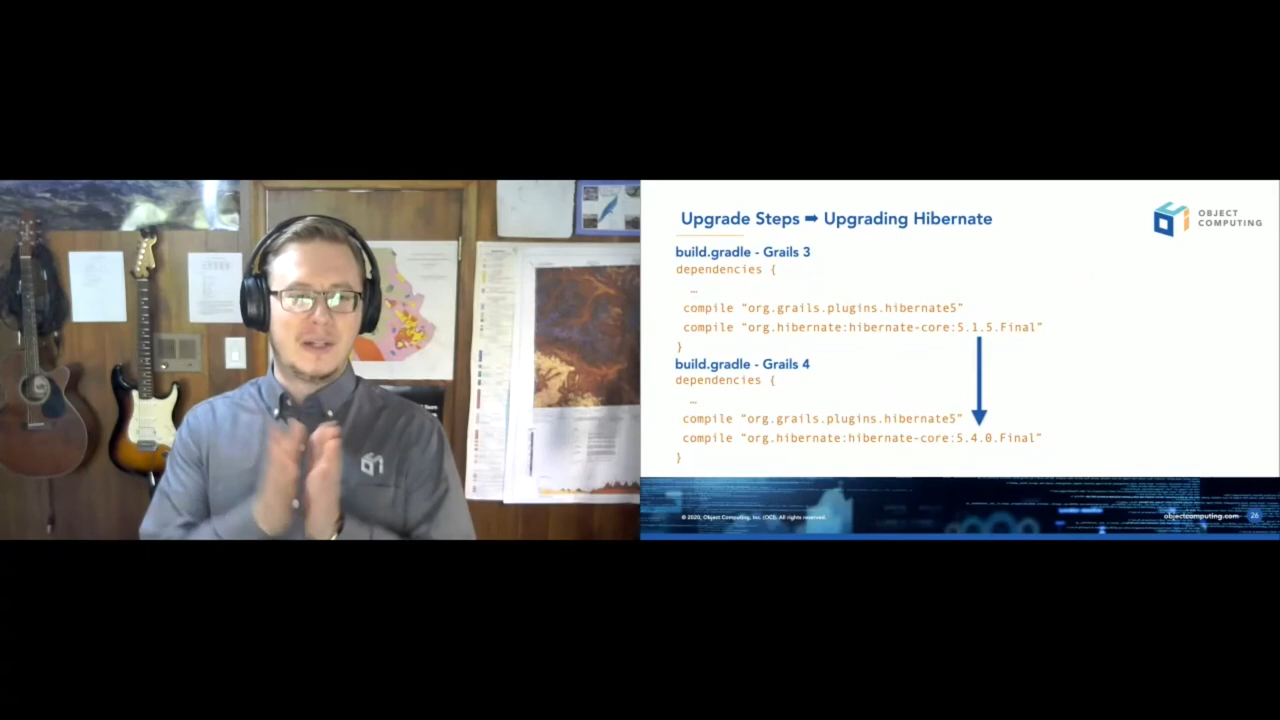 Upgrade Steps ➡ Upgrading Hibernate
OBJECT
COMPUTING
build.gradle - Grails 3
dependencies {
…
compile “org.grails.plugins.hibernate5”
compile “org.hibernate:hibernate-core:5.1.5.Final”
}
build.gradle - Grails 4
dependencies {
…
compile “org.grails.plugins.hibernate5”
compile “org.hibernate:hibernate-core:5.4.0.Final”
}
© 2020, Object Computing, Inc. (OCI). All rights reserved.
objectcomputing.com 26